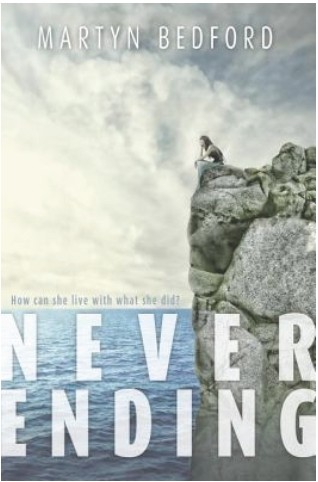 MARTYN BEDFORD
How can she live with what she did?
NEVER
ENDING